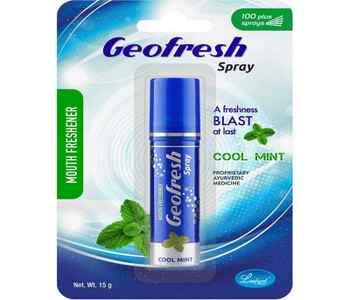 100 plus
sprays
Geofresh
Spray
MOUTH FRESHENER
A freshness
BLAST
at last
COOL MINT
PROPRIETARY
AYURVEDIC
MEDICINE
MOUTH FRESHENER
Geofresh
Spray
COOL MINT
Net. Wt. 15 g